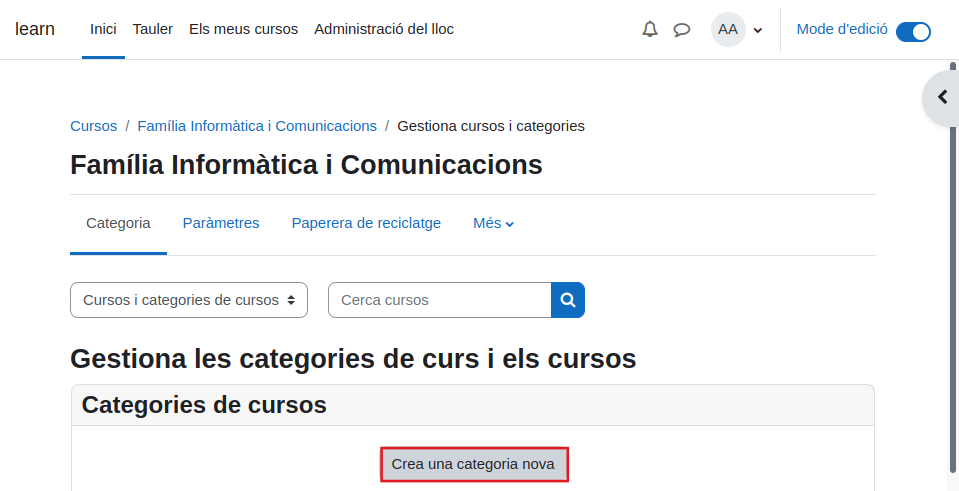 learn Inici Tauler Els meus cursos Administració del lloc AA Mode d'edició
Cursos / Família Informàtica i Comunicacions / Gestiona cursos i categories
Família Informàtica i Comunicacions
Categoria Paràmetres Paperera de reciclatge Més
Cursos i categories de cursos Cerca cursos
Gestiona les categories de curs i els cursos
Categories de cursos
Crea una categoria nova